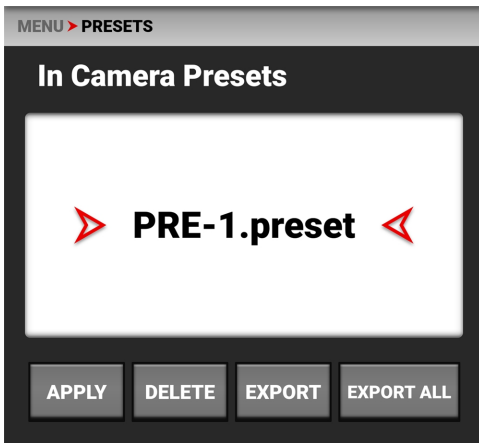 MENU > PRESETS
In Camera Presets
PRE-1.preset
APPLY DELETE EXPORT EXPORT ALL